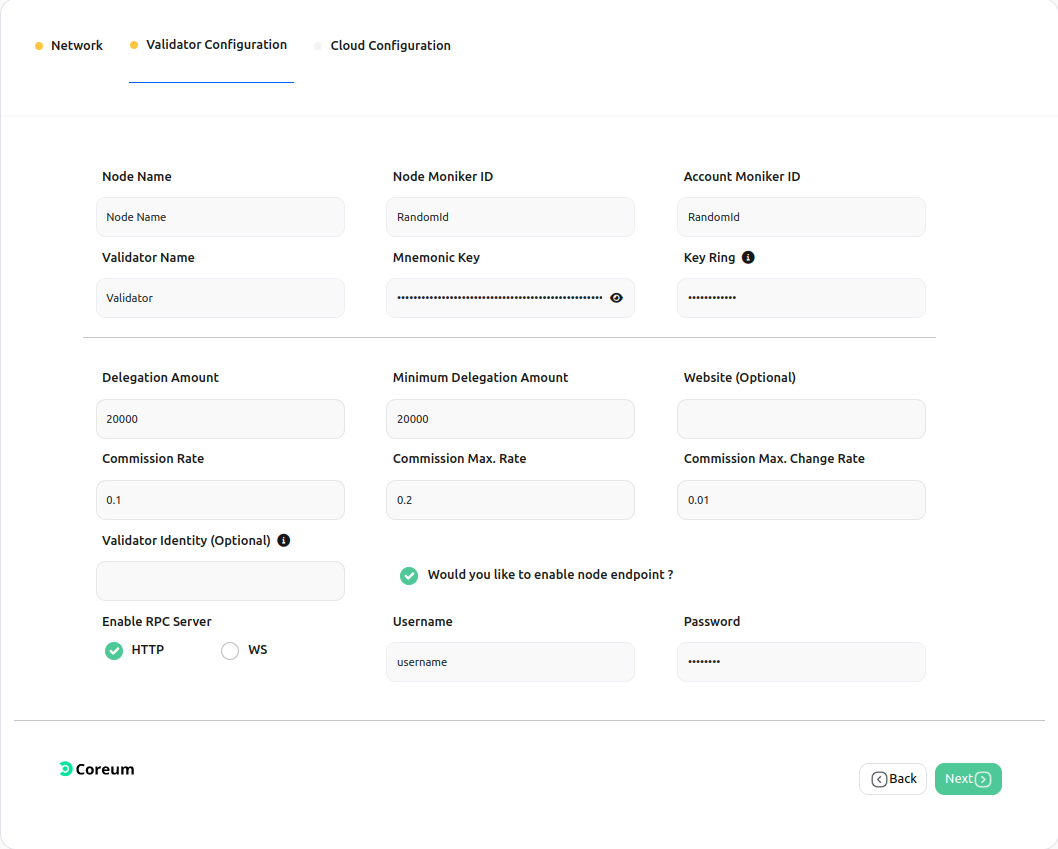 Network Validator Configuration Cloud Configuration
Node Name Node Moniker ID Account Moniker ID
Node Name RandomId RandomId
Validator Name Mnemonic Key Key Ring
Validator •••••••••••••••••••••••••••••••••••••••••••••••••• ••••••••••••
Delegation Amount Minimum Delegation Amount Website (Optional)
20000 20000
Commission Rate Commission Max. Rate Commission Max. Change Rate
0.1 0.2 0.01
Validator Identity (Optional)
Would you like to enable node endpoint ?
Enable RPC Server Username Password
HTTP WS
username ••••••••
Coreum
Back Next